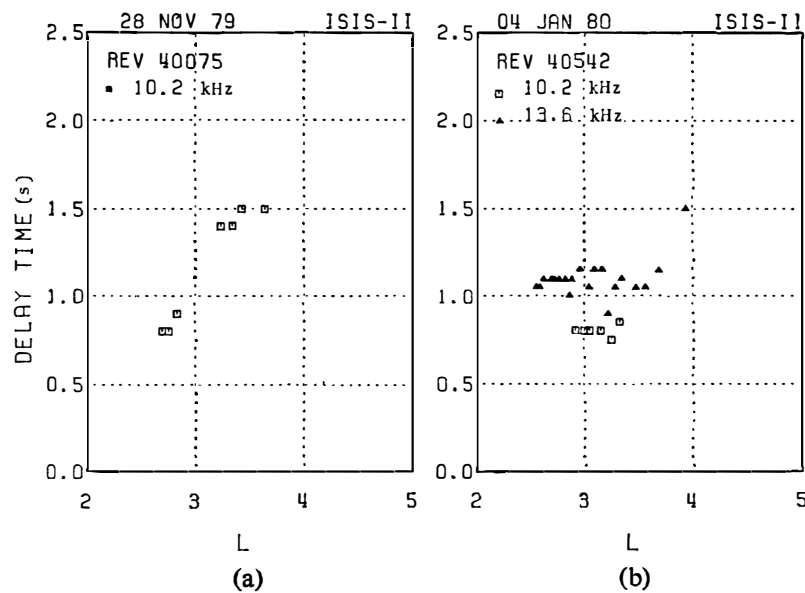 28 NOV 79 ISIS-II
REV 40075
10.2 kHz
2.5
2.0
1.5
1.0
0.5
0.0
DELAY TIME (s)
2 3 4 5
L
(a)
04 JAN 80 ISIS-II
REV 40542
10.2 kHz
13.6 kHz
2.5
2.0
1.5
1.0
0.5
0.0
2 3 4 5
L
(b)